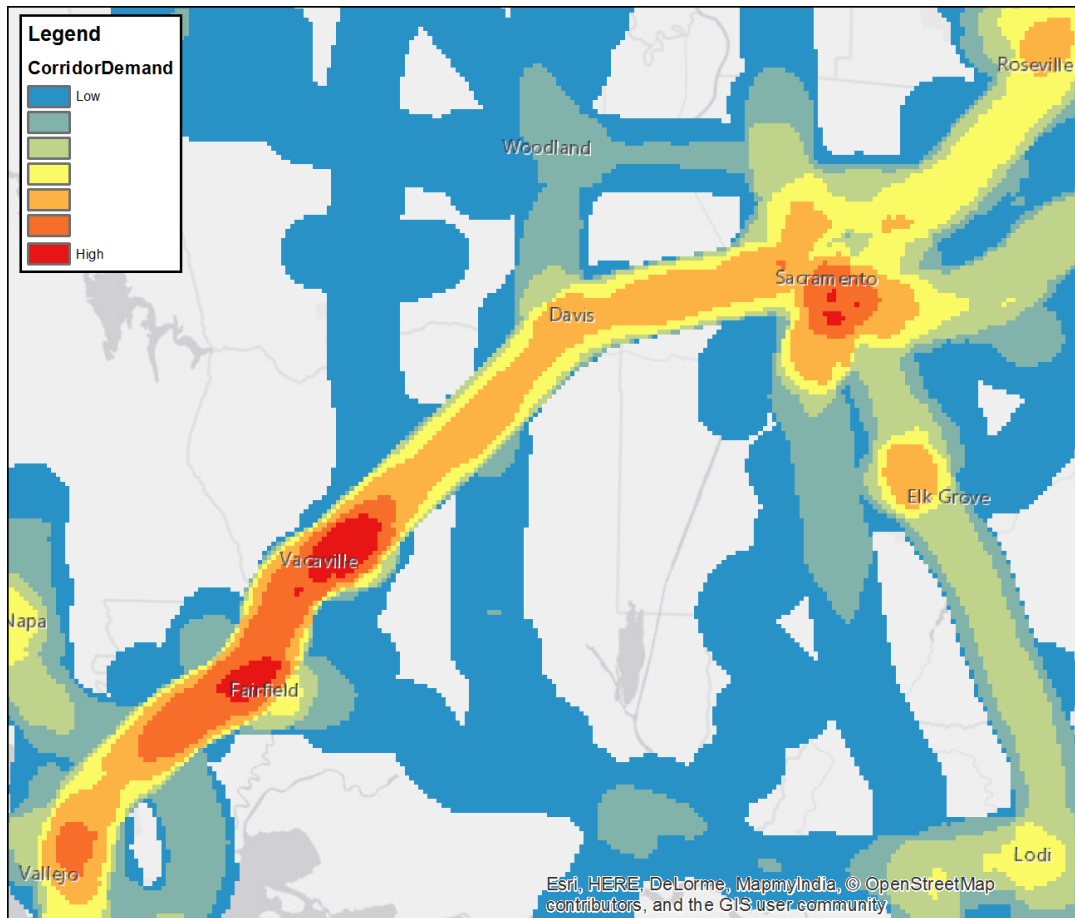 Legend
CorridorDemand
Low
High
Roseville
Woodland
Sacramento
Davis
Elk Grove
Vacaville
Napa
Fairfield
Lodi
Vallejo
Esri, HERE, DeLorme, MapmyIndia, © OpenStreetMap
contributors, and the GIS user community